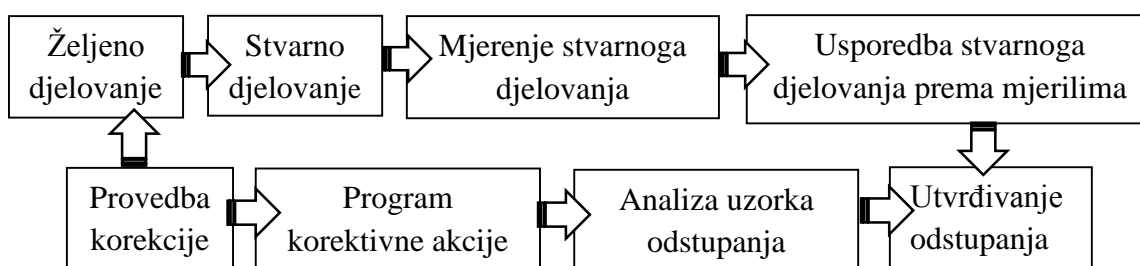 Željeno
djelovanje
Stvarno
djelovanje
Mjerenje stvarnoga
djelovanja
Usporedba stvarnoga
djelovanja prema mjerilima
Provedba
korekcije
Program
korektivne akcije
Analiza uzorka
odstupanja
Utvrđivanje
odstupanja